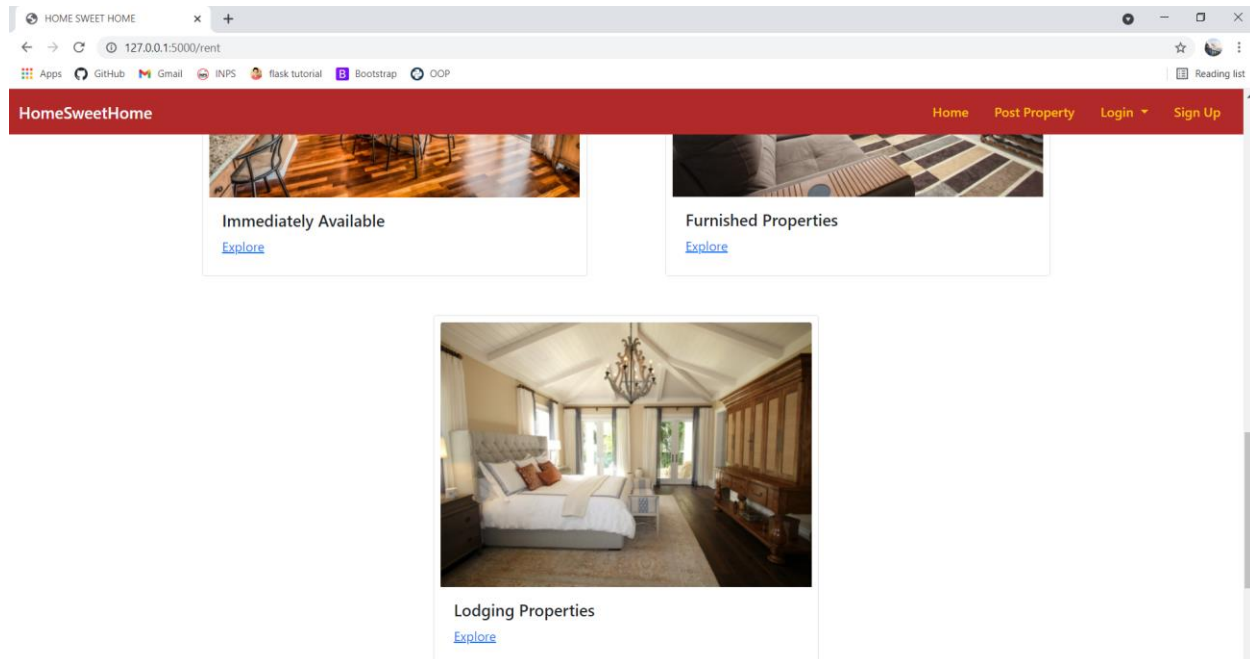 HOME SWEET HOME
127.0.0.1:5000/rent
Apps GitHub Gmail INPS flask tutorial Bootstrap OOP Reading list
HomeSweetHome Home Post Property Login Sign Up
Immediately Available Furnished Properties
Explore Explore
Lodging Properties
Explore